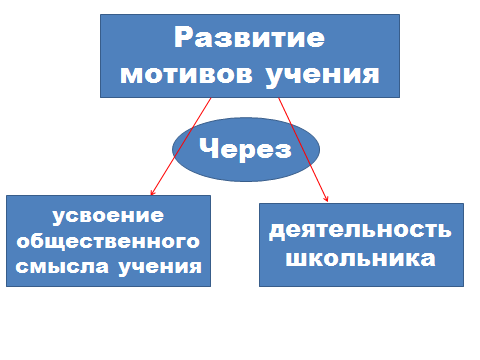 Развитие
мотивов учения
Через
усвоение
общественного
смысла учения
деятельность
школьника